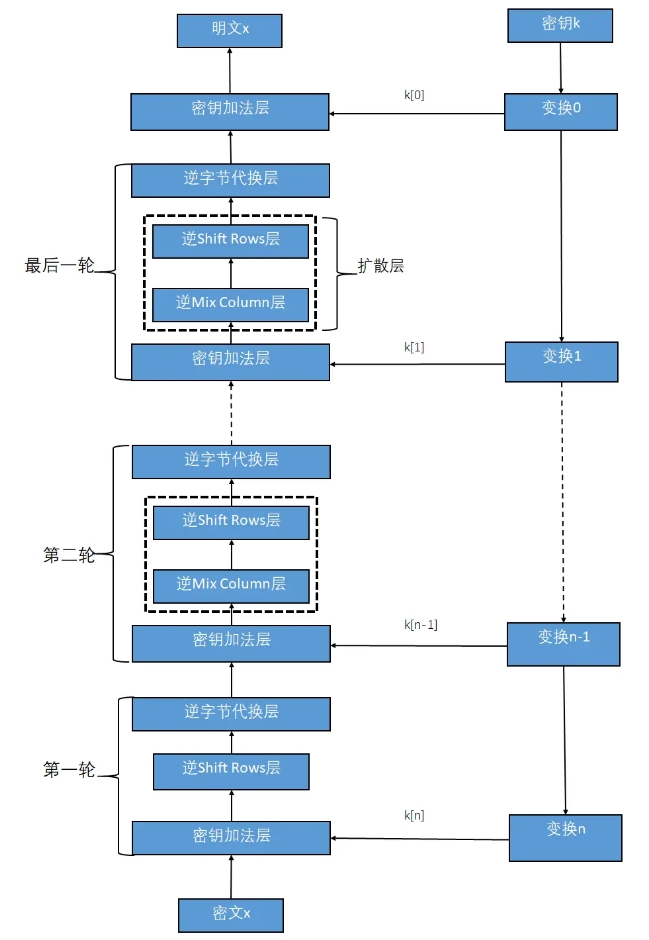 明文x
密钥k
密钥加法层
k[0]
变换0
逆字节代换层
逆Shift Rows层
最后一轮
扩散层
逆Mix Column层
密钥加法层
k[1]
变换1
逆字节代换层
逆Shift Rows层
第二轮
逆Mix Column层
密钥加法层
k[n-1]
变换n-1
逆字节代换层
逆Shift Rows层
第一轮
密钥加法层
k[n]
变换n
密文x